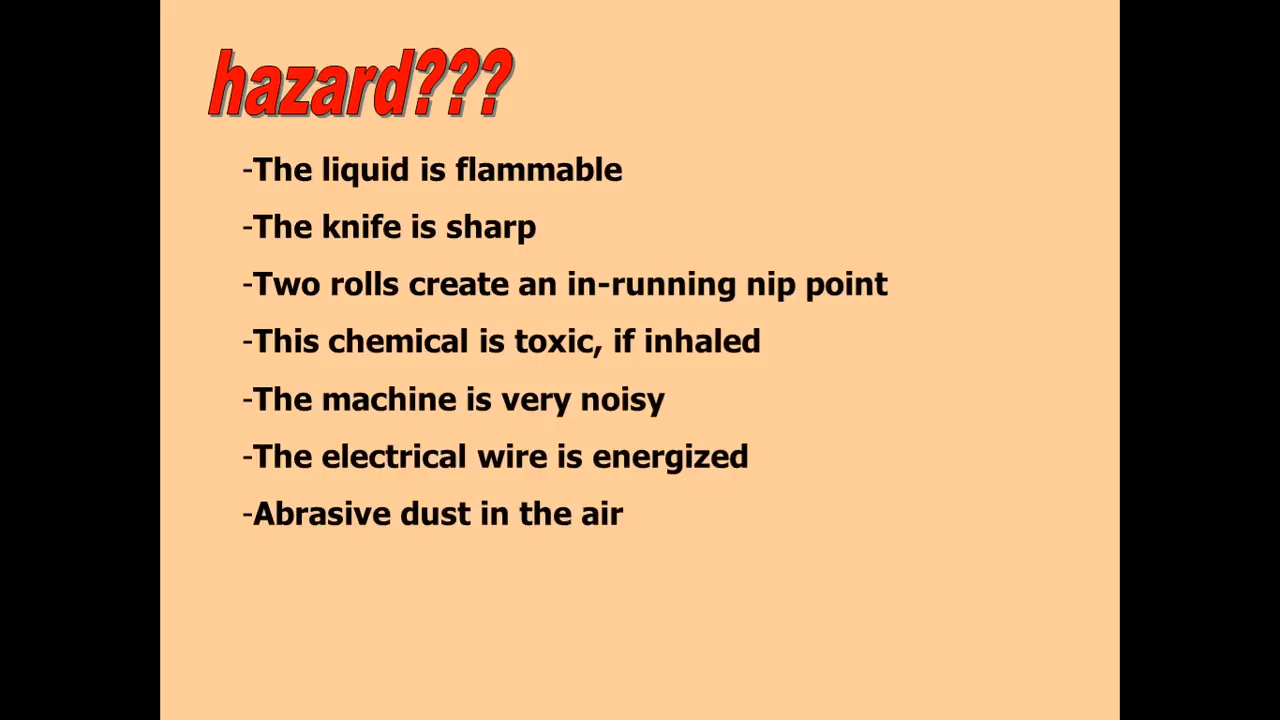 hazard???
-The liquid is flammable
-The knife is sharp
-Two rolls create an in-running nip point
-This chemical is toxic, if inhaled
-The machine is very noisy
-The electrical wire is energized
-Abrasive dust in the air